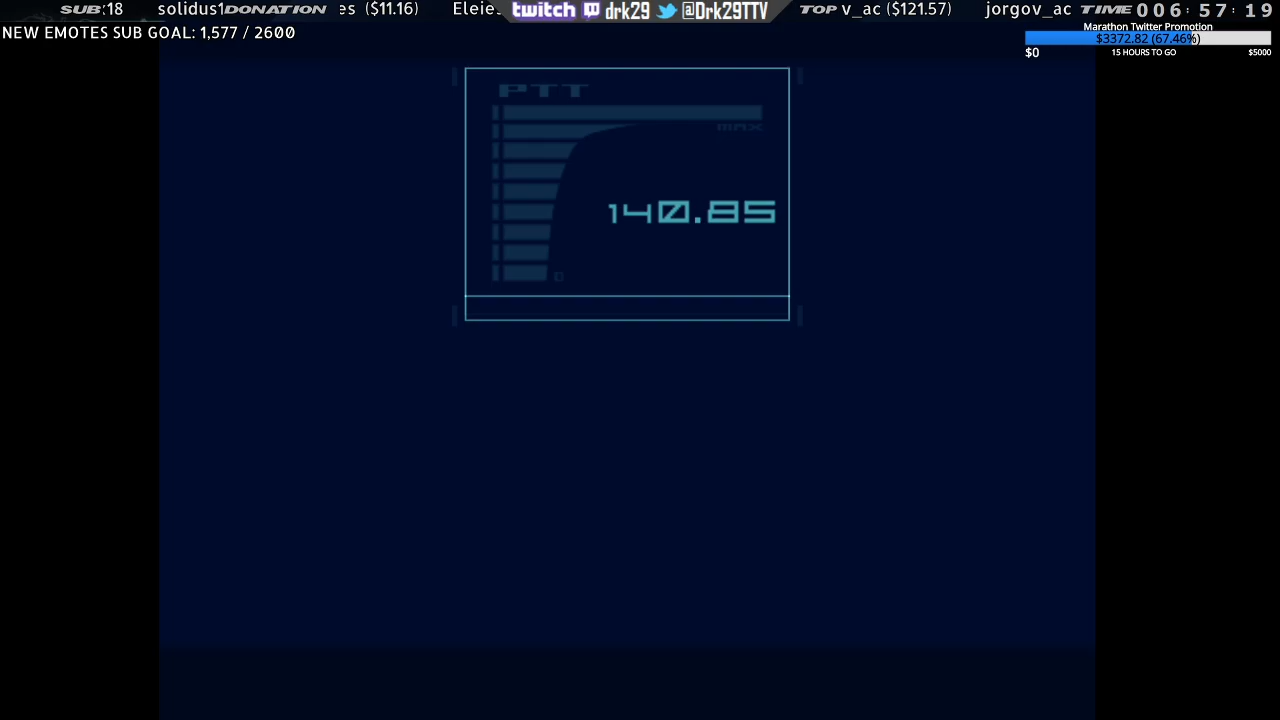 SUB:18 solidus1 DONATION es ($11.16) Eleies twitch drk29 @Drk29TTV TOP v_ac ($121.57) jorgov_ac TIME 006:57:19
NEW EMOTES SUB GOAL: 1,577 / 2600
Marathon Twitter Promotion
$3372.82 (67.46%)
$0 15 HOURS TO GO $5000
PTT
MAX
140.85
0